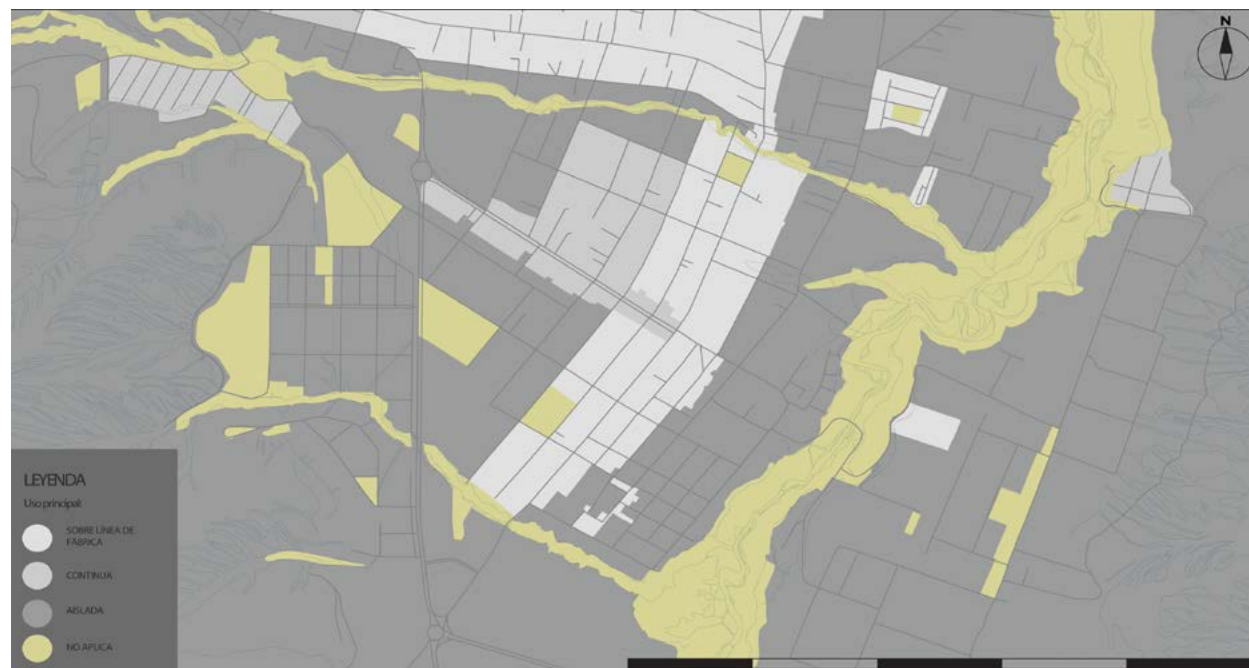 N
LEYENDA
Uso principal:
SOBRE LÍNEA DE
FÁBRICA
CONTINUA
AISLADA
NO APLICA